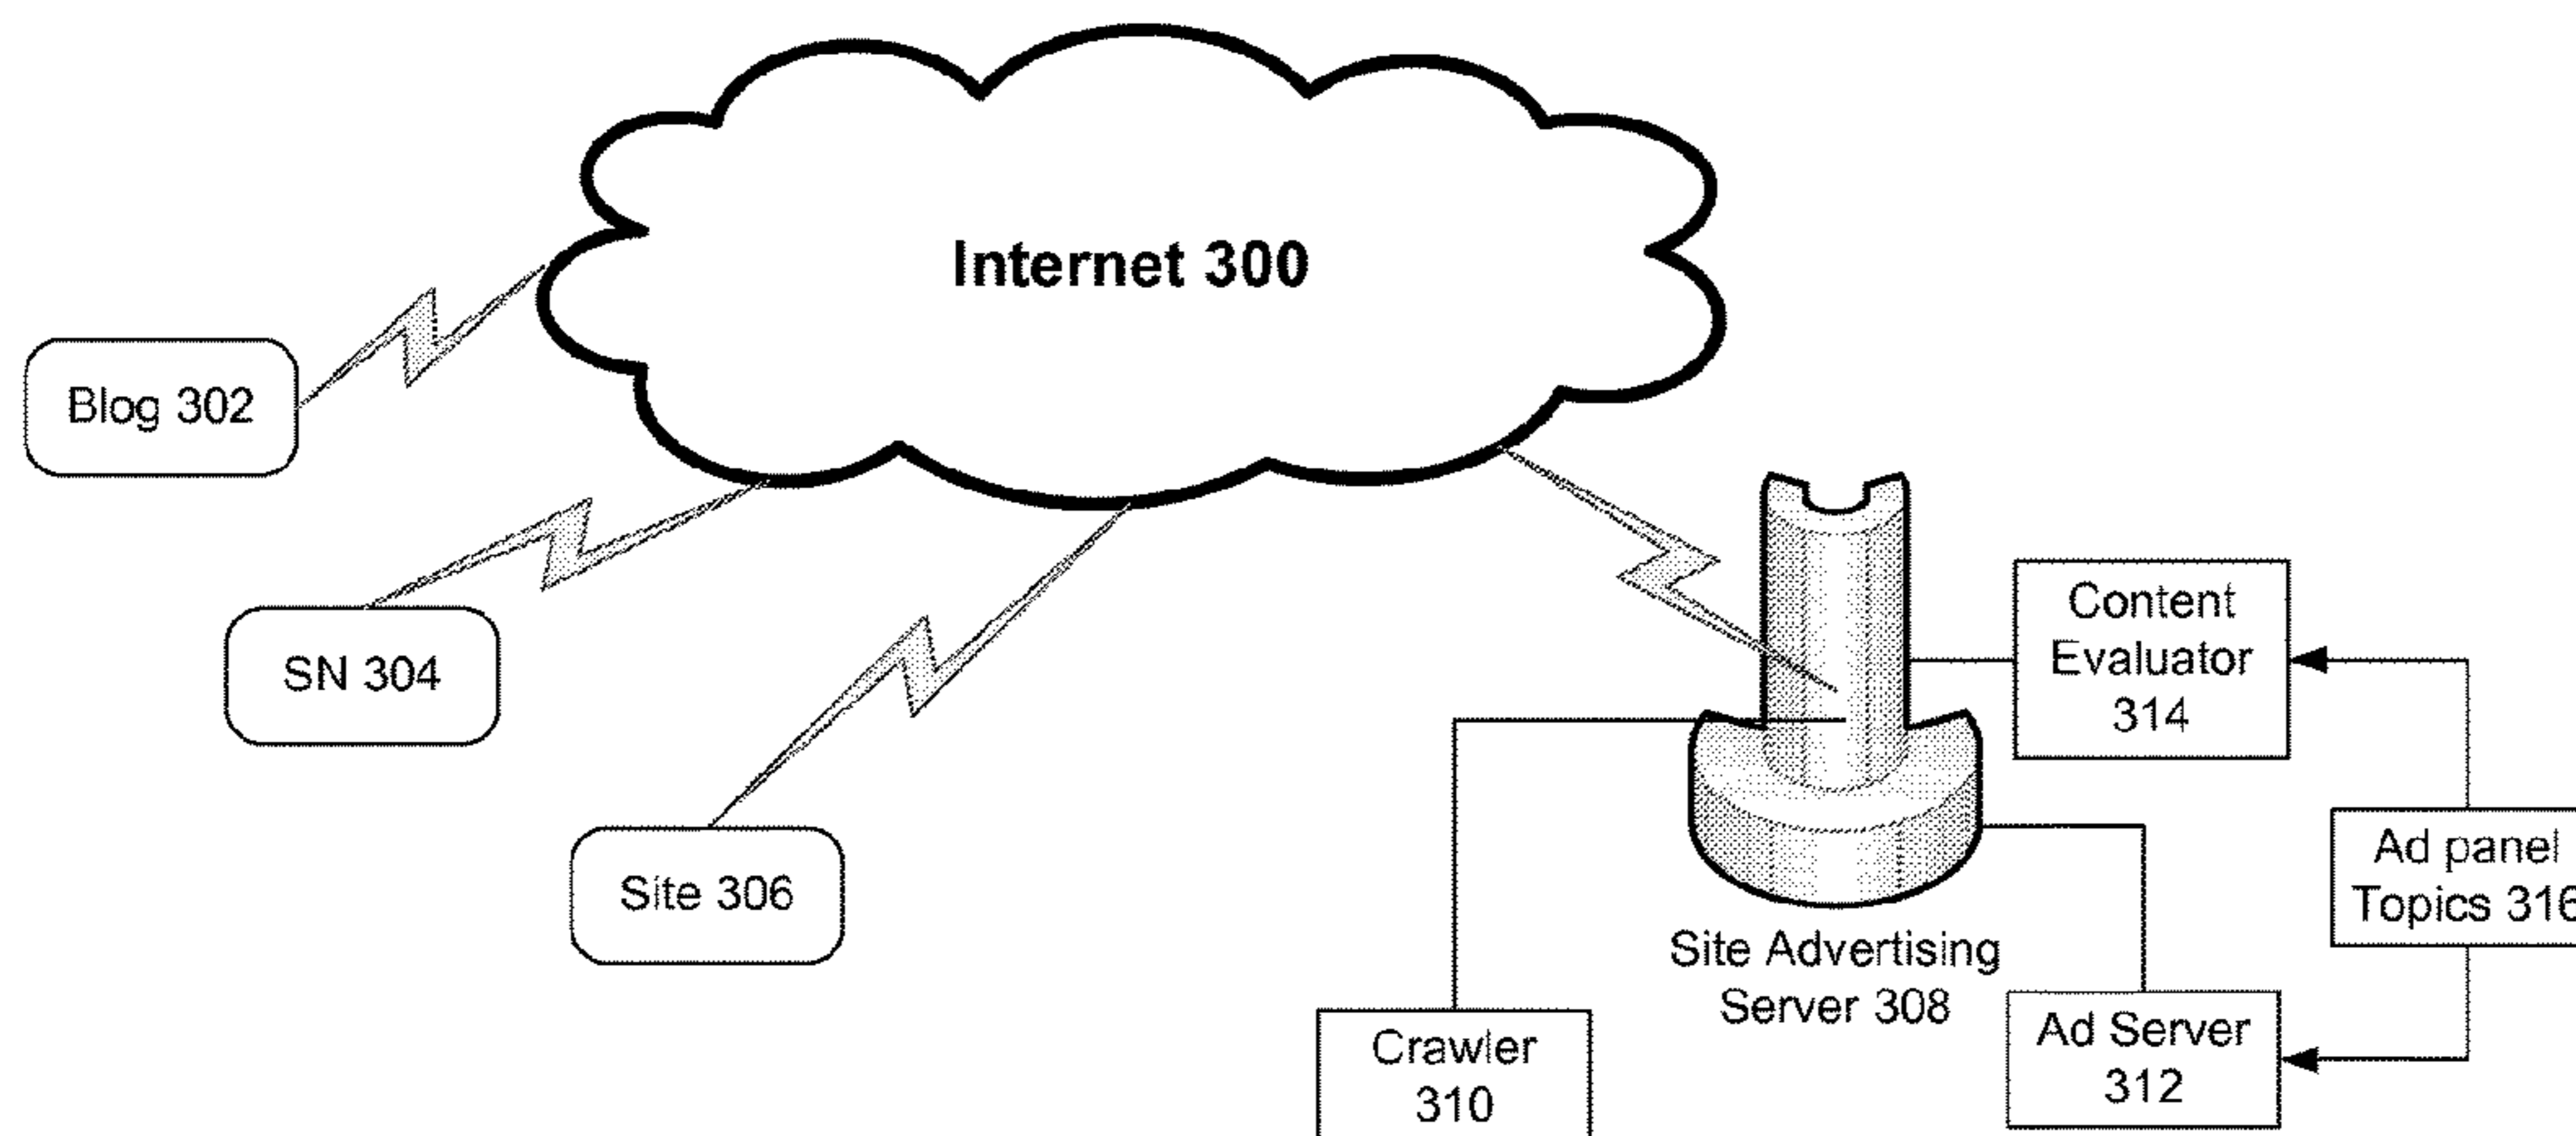 Internet 300
Blog 302
SN 304
Site 306
Content
Evaluator
314
Ad panel
Topics 316
Site Advertising
Server 308
Ad Server
312
Crawler
310